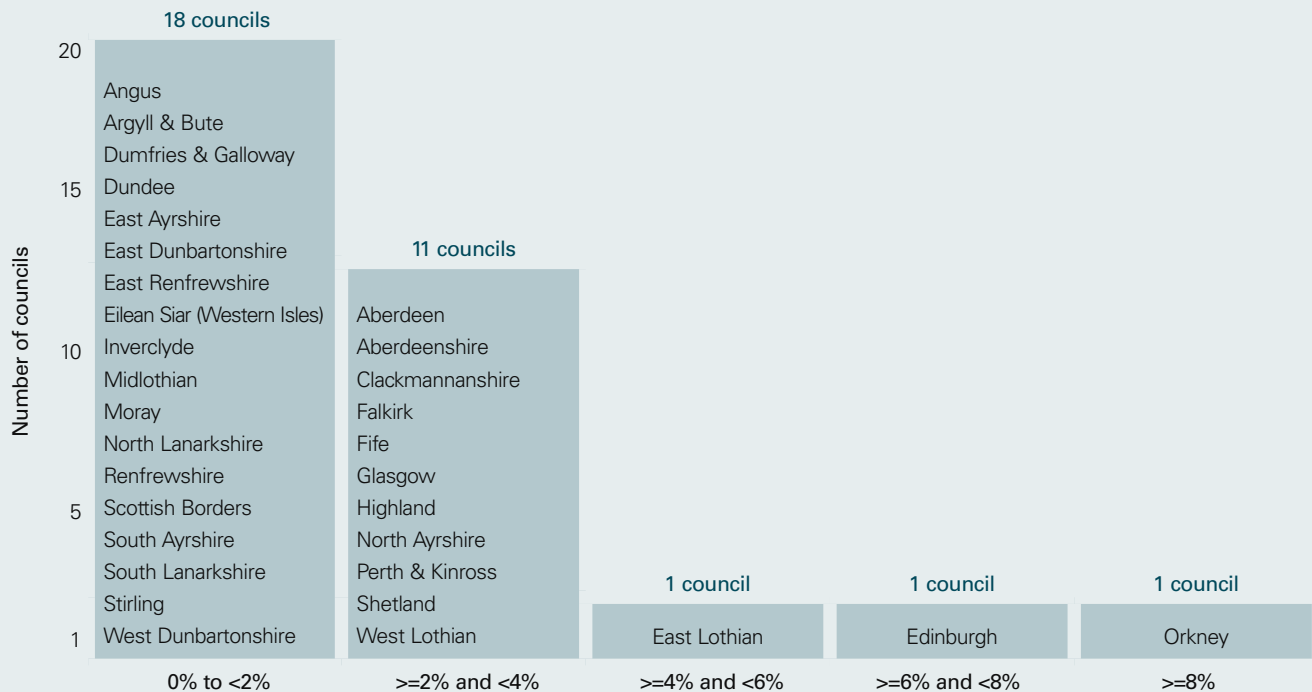 18 councils
20
15
10
5
1
Number of councils
Angus
Argyll & Bute
Dumfries & Galloway
Dundee
East Ayrshire
East Dunbartonshire
East Renfrewshire
Eilean Siar (Western Isles)
Inverclyde
Midlothian
Moray
North Lanarkshire
Renfrewshire
Scottish Borders
South Ayrshire
South Lanarkshire
Stirling
West Dunbartonshire
0% to <2%
11 councils
Aberdeen
Aberdeenshire
Clackmannanshire
Falkirk
Fife
Glasgow
Highland
North Ayrshire
Perth & Kinross
Shetland
West Lothian
>=2% and <4%
1 council
East Lothian
>=4% and <6%
1 council
Edinburgh
>=6% and <8%
1 council
Orkney
>=8%